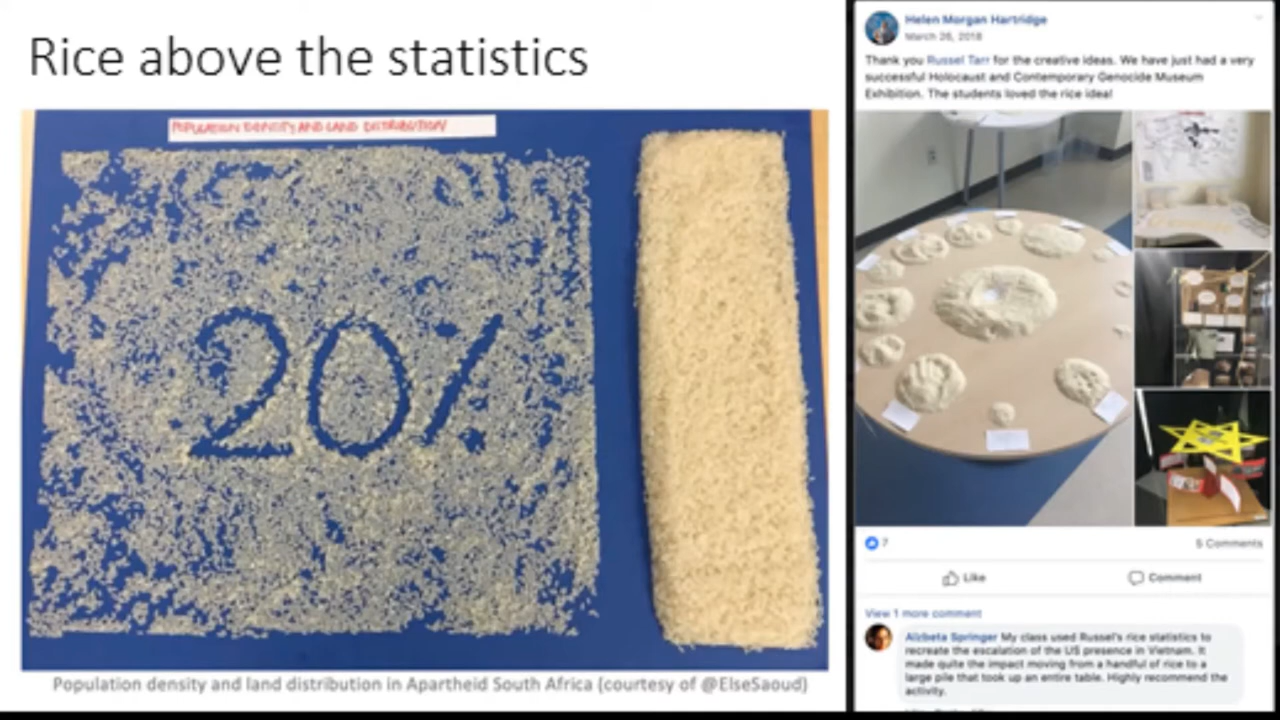 Rice above the statistics
POPULATION DENSITY AND LAND DISTRIBUTION
20%
Population density and land distribution in Apartheid South Africa (courtesy of @ElseSaoud)
Helen Morgan Hartridge
March 26, 2018
Thank you Russel Tarr for the creative ideas. We have just had a very
successful Holocaust and Contemporary Genocide Museum
Exhibition. The students loved the rice idea!
7
5 Comments
Like
Comment
View 1 more comment
Alzbeta Springer My class used Russel's rice statistics to
recreate the escalation of the US presence in Vietnam. It
made quite the impact moving from a handful of rice to a
large pile that took up an entire table. Highly recommend the
activity.